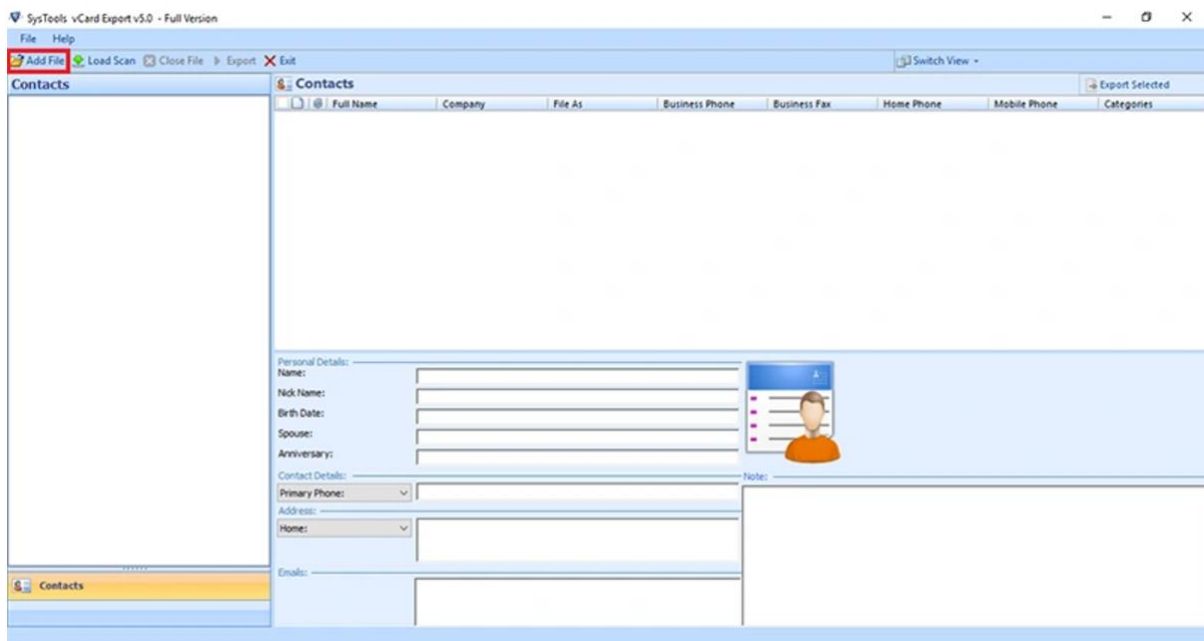 SysTools vCard Export v5.0 - Full Version
File Help
Add File Load Scan Close File Export Exit Switch View
Contacts Contacts Export Selected
Full Name Company File As Business Phone Business Fax Home Phone Mobile Phone Categories
Personal Details:
Name:
Nick Name:
Birth Date:
Spouse:
Anniversary:
Contact Details: Note:
Primary Phone:
Address:
Home:
Emails:
Contacts